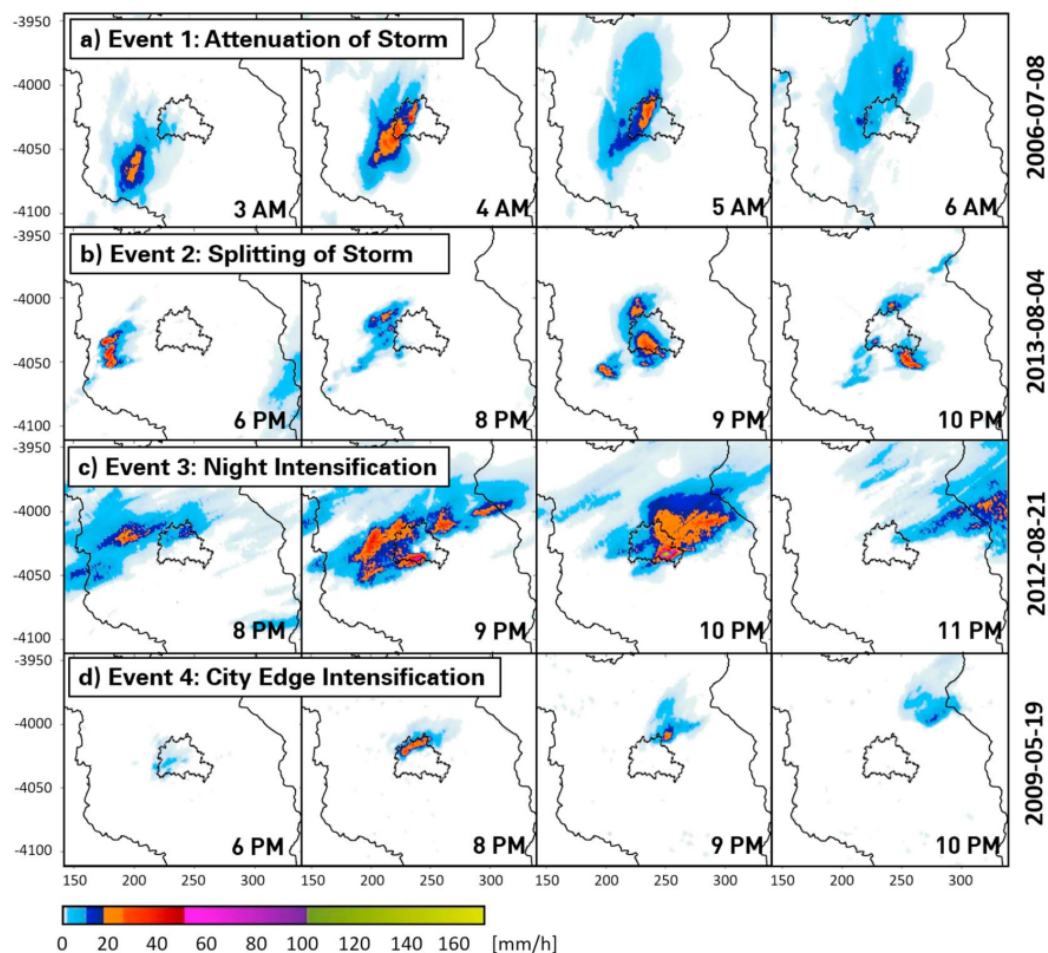 a) Event 1: Attenuation of Storm
-3950
-4000
-4050
-4100
3 AM
4 AM
5 AM
6 AM
2006-07-08
b) Event 2: Splitting of Storm
-3950
-4000
-4050
-4100
6 PM
8 PM
9 PM
10 PM
2013-08-04
c) Event 3: Night Intensification
-3950
-4000
-4050
-4100
8 PM
9 PM
10 PM
11 PM
2012-08-21
d) Event 4: City Edge Intensification
-3950
-4000
-4050
-4100
6 PM
8 PM
9 PM
10 PM
2009-05-19
150 200 250 300 150 200 250 300 150 200 250 300 150 200 250 300
0 20 40 60 80 100 120 140 160 [mm/h]